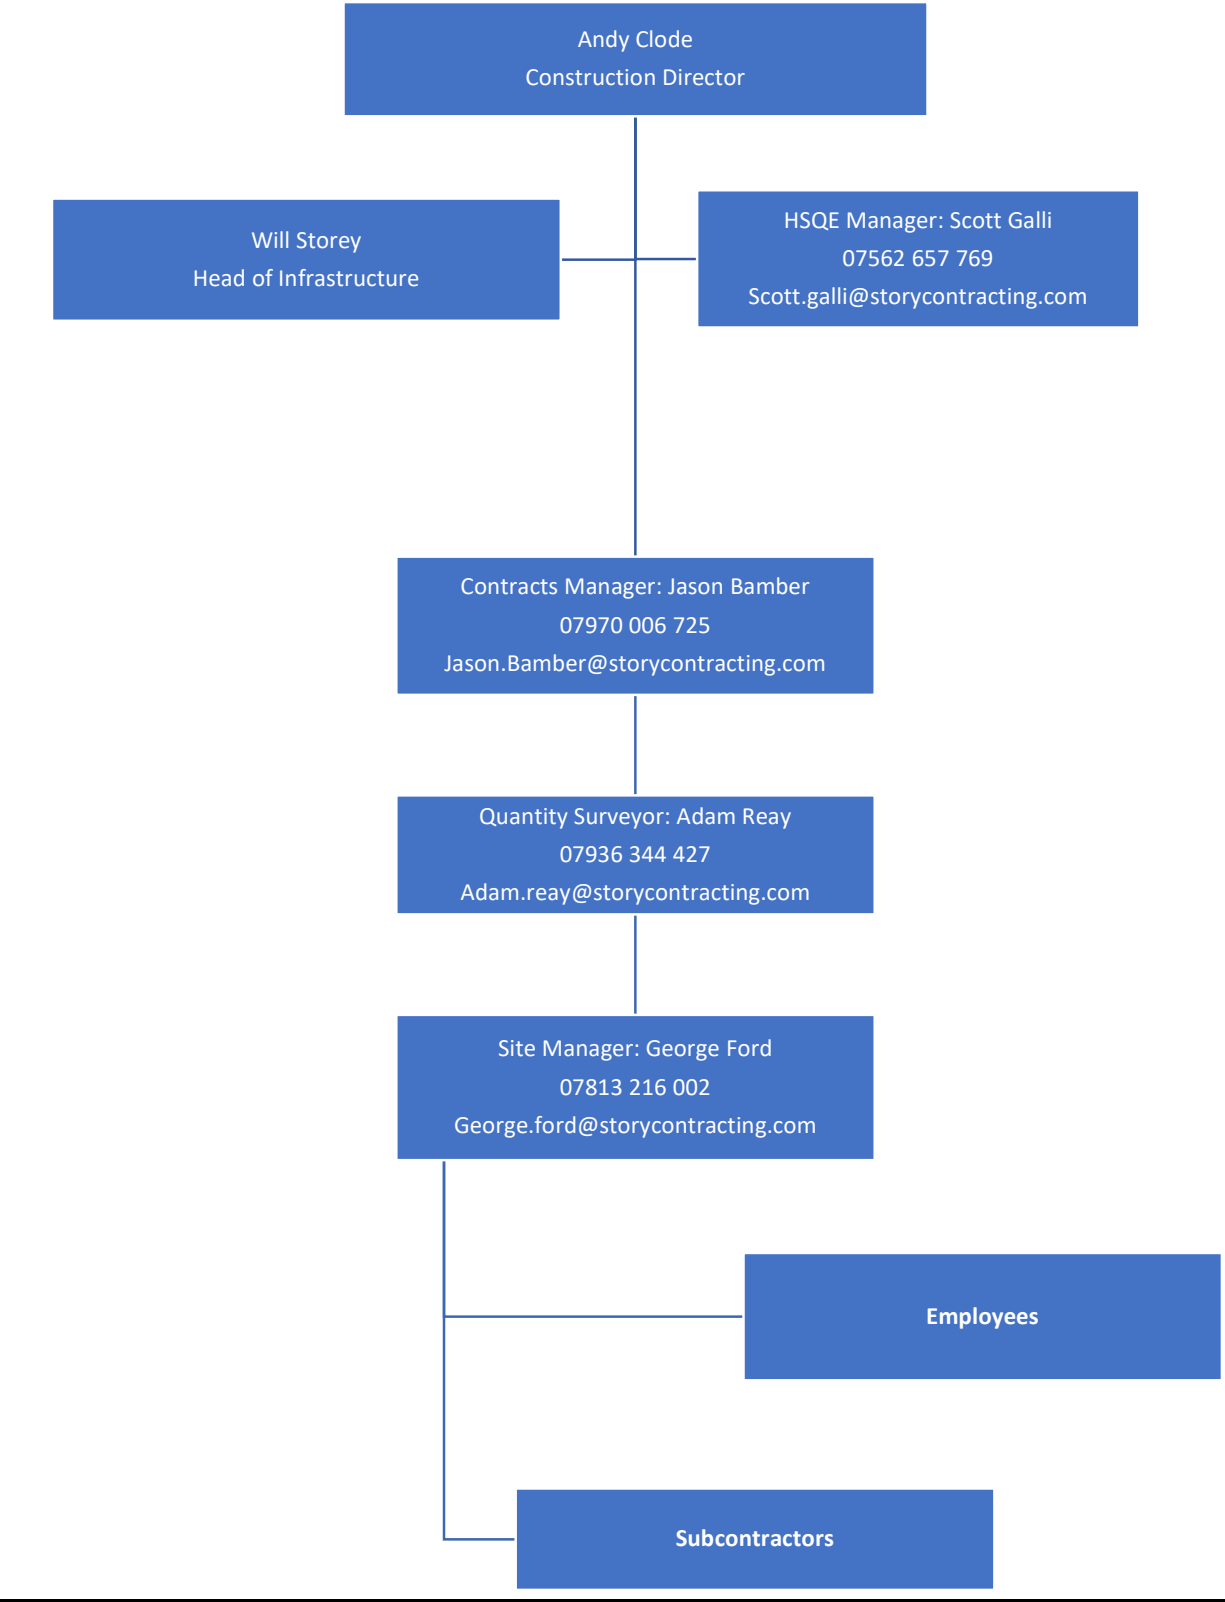 Andy Clode
Construction Director
Will Storey
Head of Infrastructure
HSQE Manager: Scott Galli
07562 657 769
Scott.galli@storycontracting.com
Contracts Manager: Jason Bamber
07970 006 725
Jason.Bamber@storycontracting.com
Quantity Surveyor: Adam Reay
07936 344 427
Adam.reay@storycontracting.com
Site Manager: George Ford
07813 216 002
George.ford@storycontracting.com
Employees
Subcontractors